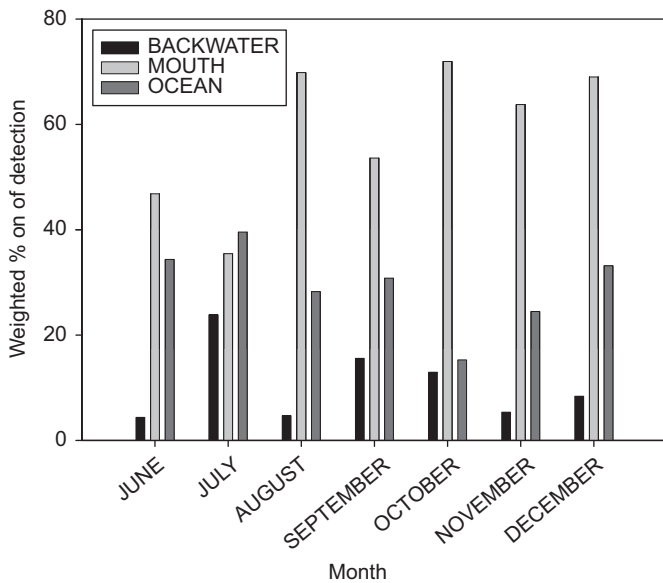 80
60
40
20
0
Weighted % on of detection
BACKWATER
MOUTH
OCEAN
JUNE
JULY
AUGUST
SEPTEMBER
OCTOBER
NOVEMBER
DECEMBER
Month